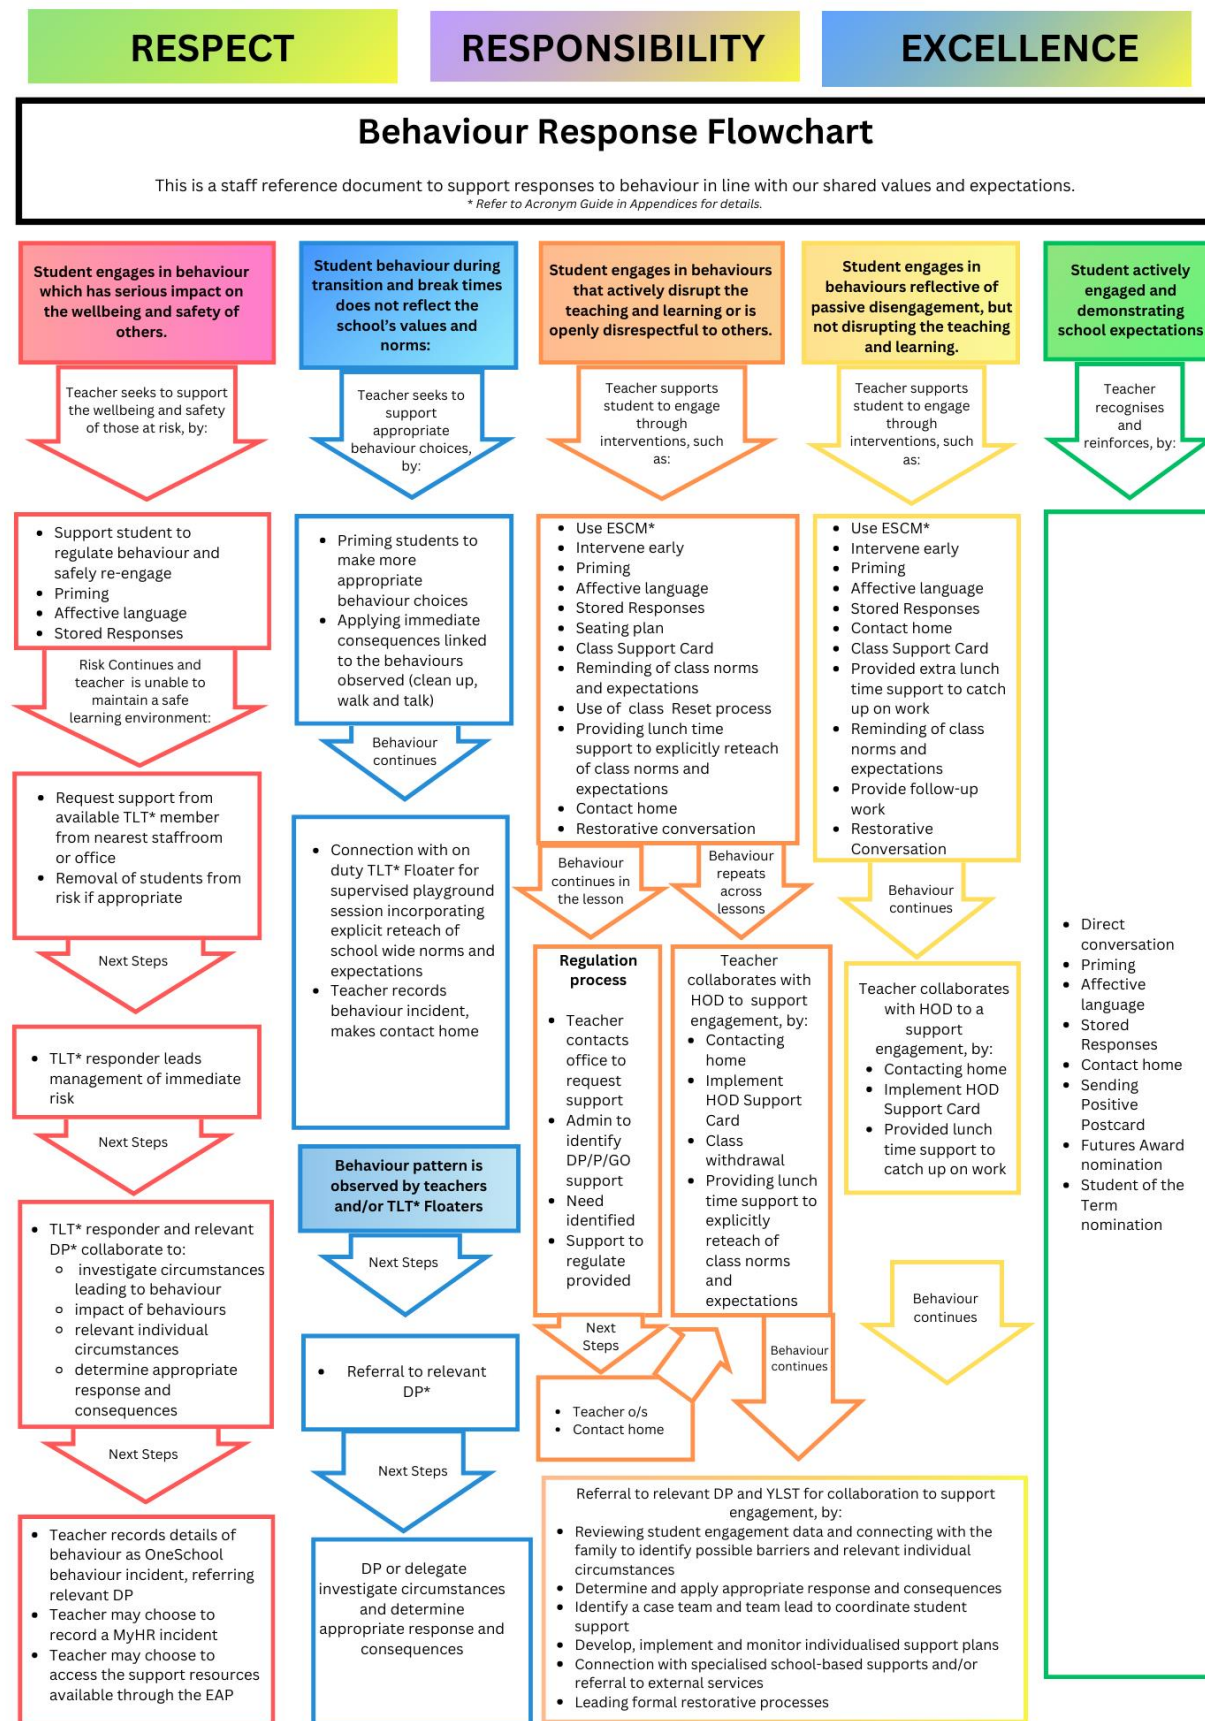 RESPECT
RESPONSIBILITY
EXCELLENCE
Behaviour Response Flowchart
This is a staff reference document to support responses to behaviour in line with our shared values and expectations.
* Refer to Acronym Guide in Appendices for details.
Student engages in behaviour
which has serious impact on
the wellbeing and safety of
others.
Teacher seeks to support
the wellbeing and safety
of those at risk, by:
• Support student to
regulate behaviour and
safely re-engage
• Priming
• Affective language
• Stored Responses
Risk Continues and
teacher is unable to
maintain a safe
learning environment:
• Request support from
available TLT* member
from nearest staffroom
or office
• Removal of students from
risk if appropriate
Next Steps
• TLT* responder leads
management of immediate
risk
Next Steps
• TLT* responder and relevant
DP* collaborate to:
○ investigate circumstances
leading to behaviour
○ impact of behaviours
○ relevant individual
circumstances
○ determine appropriate
response and
consequences
Next Steps
• Teacher records details of
behaviour as OneSchool
behaviour incident, referring
relevant DP
• Teacher may choose to
record a MyHR incident
• Teacher may choose to
access the support resources
available through the EAP
Student behaviour during
transition and break times
does not reflect the
school's values and
norms:
Teacher seeks to
support
appropriate
behaviour choices,
by:
• Priming students to
make more
appropriate
behaviour choices
• Applying immediate
consequences linked
to the behaviours
observed (clean up,
walk and talk)
Behaviour
continues
• Connection with on
duty TLT* Floater for
supervised playground
session incorporating
explicit reteach of
school wide norms and
expectations
• Teacher records
behaviour incident,
makes contact home
Behaviour pattern is
observed by teachers
and/or TLT* Floaters
Next Steps
• Referral to relevant
DP*
Next Steps
DP or delegate
investigate circumstances
and determine
appropriate response and
consequences
Student engages in behaviours
that actively disrupt the
teaching and learning or is
openly disrespectful to others.
Teacher supports
student to engage
through
interventions, such
as:
• Use ESCM*
• Intervene early
• Priming
• Affective language
• Stored Responses
• Seating plan
• Class Support Card
• Reminding of class norms
and expectations
• Use of class Reset process
• Providing lunch time
support to explicitly reteach
of class norms and
expectations
• Contact home
• Restorative conversation
Behaviour
continues in
the lesson
Behaviour
repeats
across
lessons
Regulation
process
• Teacher
contacts
office to
request
support
• Admin to
identify
DP/P/GO
support
• Need
identified
• Support to
regulate
provided
Next
Steps
• Teacher o/s
• Contact home
Teacher
collaborates with
HOD to support
engagement, by:
• Contacting
home
• Implement
HOD Support
Card
• Class
withdrawal
• Providing lunch
time support to
explicitly
reteach of
class norms
and
expectations
Behaviour
continues
Student engages in
behaviours reflective of
passive disengagement, but
not disrupting the teaching
and learning.
Teacher supports
student to engage
through
interventions, such
as:
• Use ESCM*
• Intervene early
• Priming
• Affective language
• Stored Responses
• Contact home
• Class Support Card
• Provided extra lunch
time support to catch
up on work
• Reminding of class
norms and
expectations
• Provide follow-up
work
• Restorative
Conversation
Behaviour
continues
Teacher collaborates
with HOD to a
support
engagement, by:
• Contacting home
• Implement HOD
Support Card
• Provided lunch
time support to
catch up on work
Behaviour
continues
Referral to relevant DP and YLST for collaboration to support
engagement, by:
• Reviewing student engagement data and connecting with the
family to identify possible barriers and relevant individual
circumstances
• Determine and apply appropriate response and consequences
• Identify a case team and team lead to coordinate student
support
• Develop, implement and monitor individualised support plans
• Connection with specialised school-based supports and/or
referral to external services
• Leading formal restorative processes
Student actively
engaged and
demonstrating
school expectations
Teacher
recognises
and
reinforces, by:
• Direct
conversation
• Priming
• Affective
language
• Stored
Responses
• Contact home
• Sending
Positive
Postcard
• Futures Award
nomination
• Student of the
Term
nomination